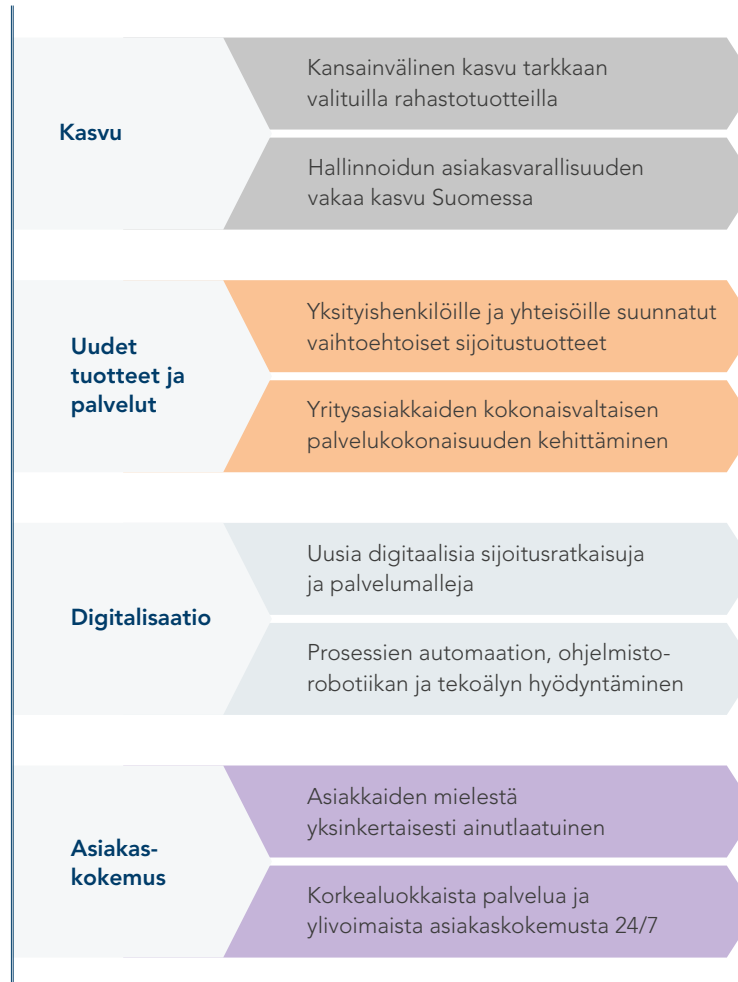 Kasvu
Kansainvälinen kasvu tarkkaan
valituilla rahastotuotteilla
Hallinnoidun asiakasvarallisuuden
vakaa kasvu Suomessa
Uudet
tuotteet ja
palvelut
Yksityishenkilöille ja yhteisöille suunnatut
vaihtoehtoiset sijoitustuotteet
Yritysasiakkaiden kokonaisvaltaisen
palvelukokonaisuuden kehittäminen
Digitalisaatio
Uusia digitaalisia sijoitusratkaisuja
ja palvelumalleja
Prosessien automaation, ohjelmisto-
robotiikan ja tekoälyn hyödyntäminen
Asiakas-
kokemus
Asiakkaiden mielestä
yksinkertaisesti ainutlaatuinen
Korkealuokkaista palvelua ja
ylivoimaista asiakaskokemusta 24/7